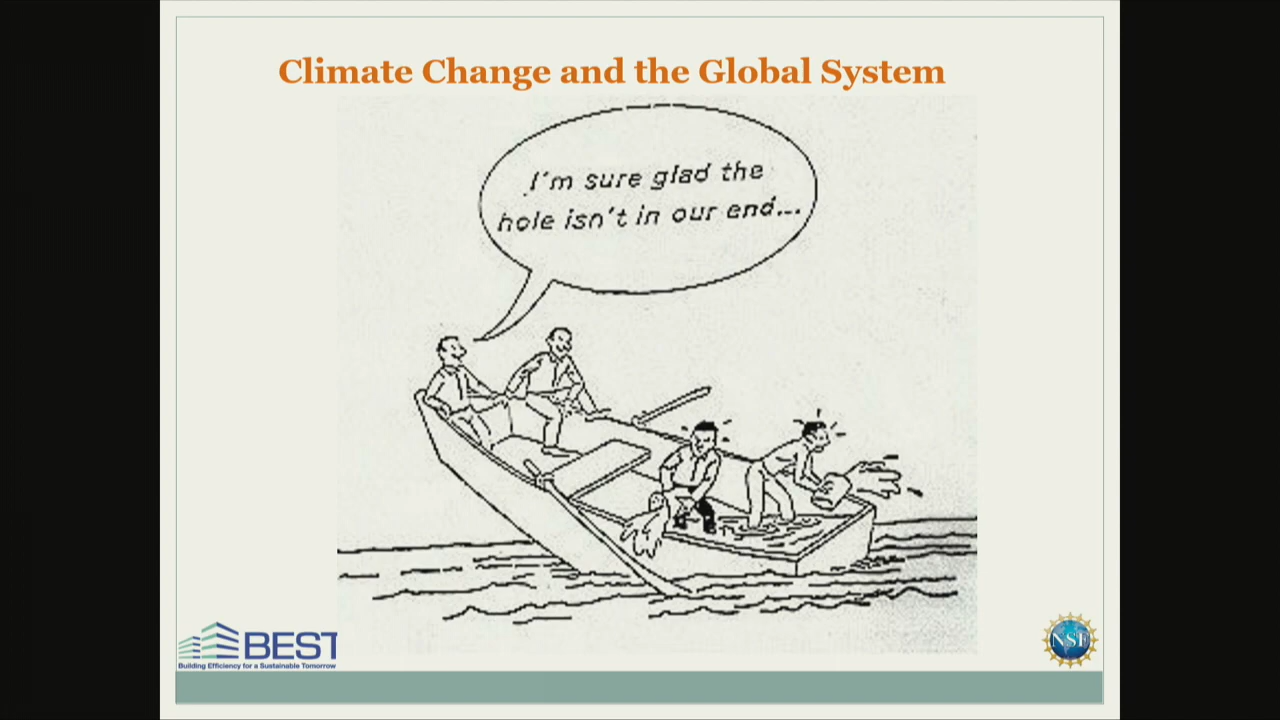 Climate Change and the Global System
I'm sure glad the
hole isn't in our end...
BEST
Building Efficiency for a Sustainable Tomorrow
NSF